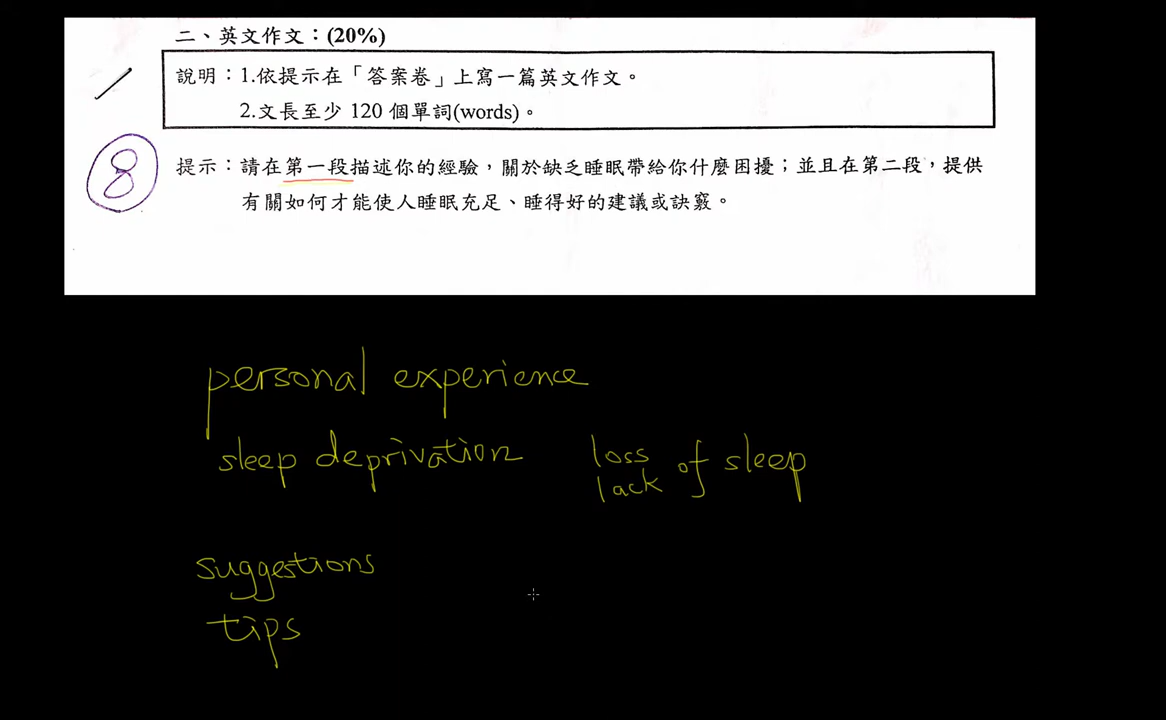 二、英文作文：(20%)
說明：1.依提示在「答案卷」上寫一篇英文作文。
2.文長至少 120 個單詞(words)。
8
提示：請在第一段描述你的經驗，關於缺乏睡眠帶給你什麼困擾；並且在第二段，提供
有關如何才能使人睡眠充足、睡得好的建議或訣竅。
personal experience
sleep deprivation loss
lack of sleep
suggestions
tips